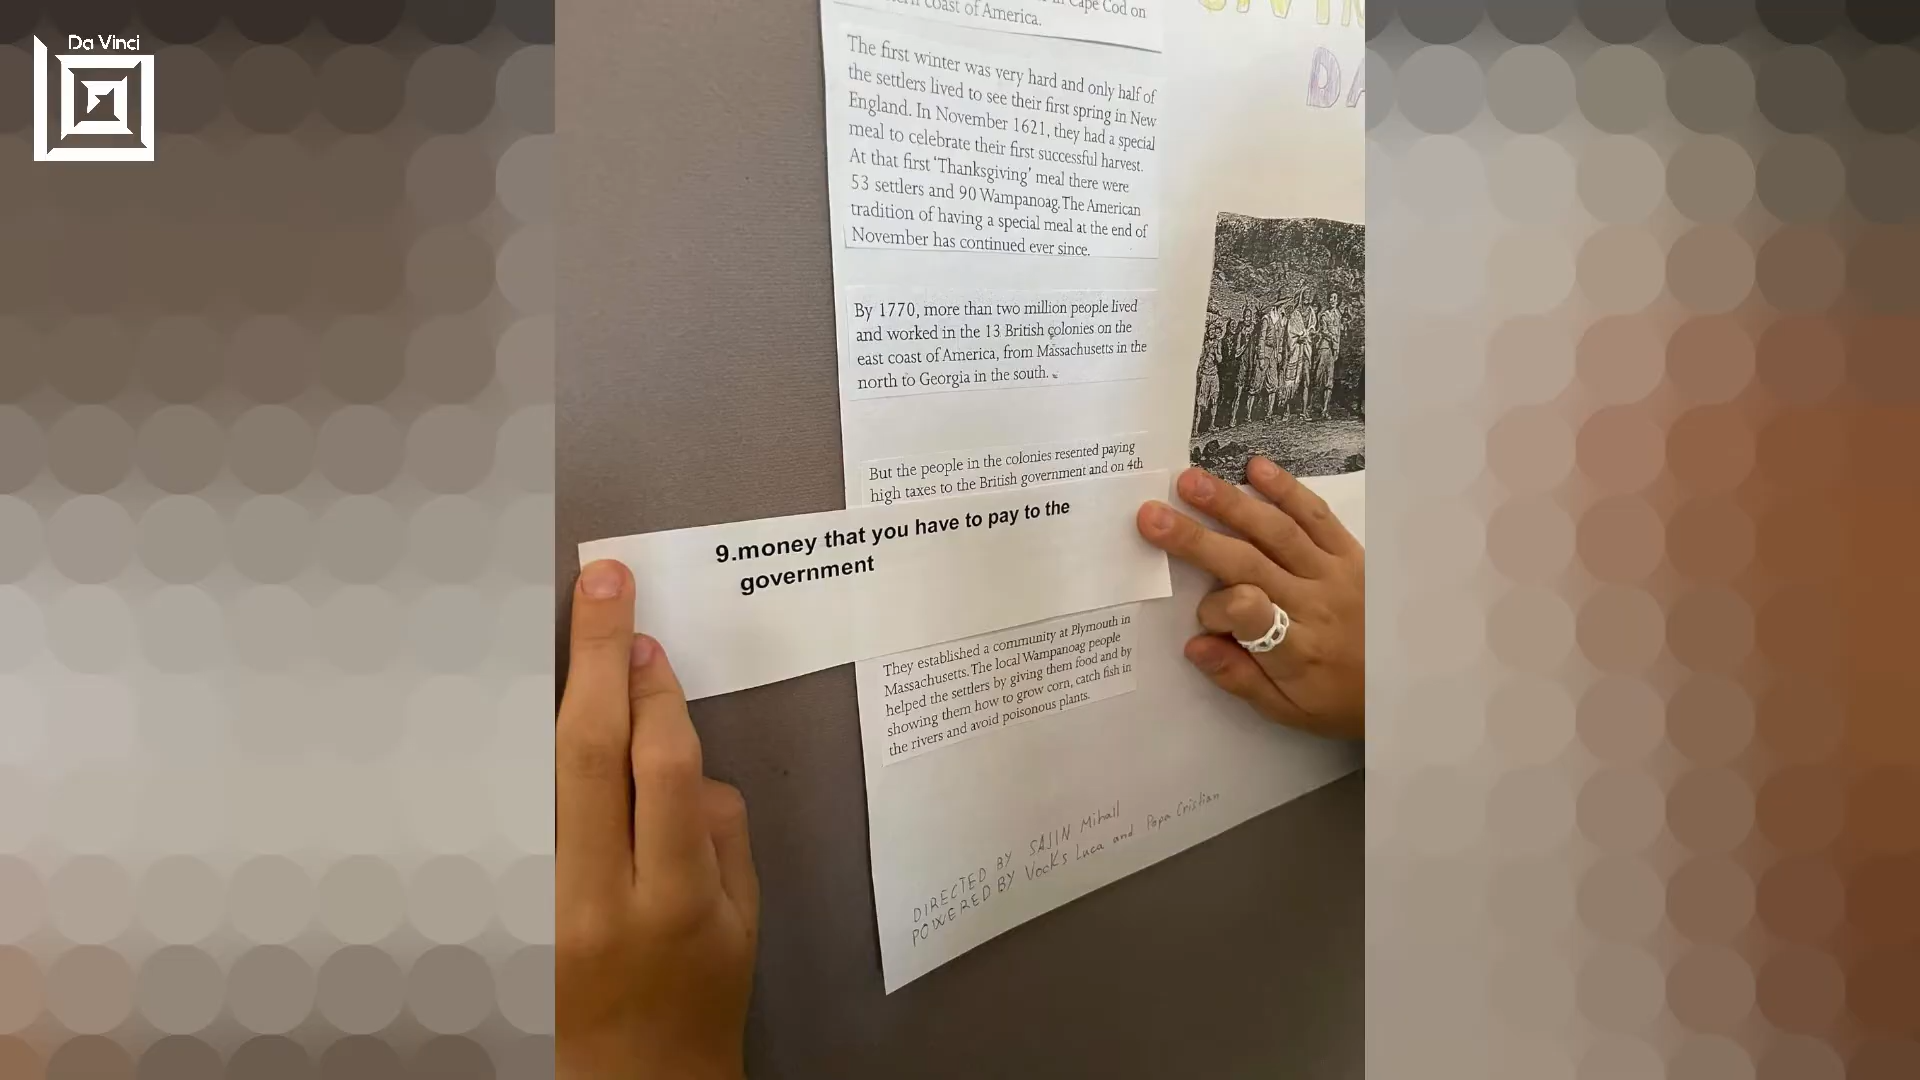 Da Vinci
in Cape Cod on
coast of America.
The first winter was very hard and only half of
the settlers lived to see their first spring in New
England. In November 1621, they had a special
meal to celebrate their first successful harvest.
At that first 'Thanksgiving' meal there were
53 settlers and 90 Wampanoag. The American
tradition of having a special meal at the end of
November has continued ever since.
By 1770, more than two million people lived
and worked in the 13 British colonies on the
east coast of America, from Massachusetts in the
north to Georgia in the south.
But the people in the colonies resented paying
high taxes to the British government and on 4th
9.money that you have to pay to the
government
They established a community at Plymouth in
Massachusetts. The local Wampanoag people
helped the settlers by giving them food and by
showing them how to grow corn, catch fish in
the rivers and avoid poisonous plants.
DIRECTED BY SAJIN Mihail
POWERED BY Vocks Luca and Popa Cristian
DA